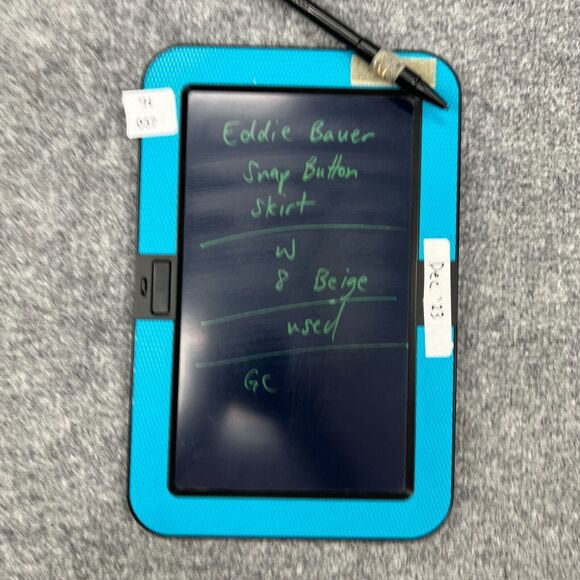 Eddie Bauer
Snap Button
Skirt
W
8 Beige
used
GC
Dec '23